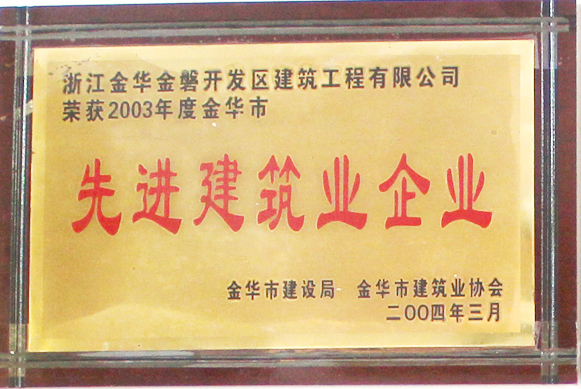 浙江金华金磐开发区建筑工程有限公司
荣获2003年度金华市
先进建筑业企业
金华市建设局 金华市建筑业协会
二OO四年三月